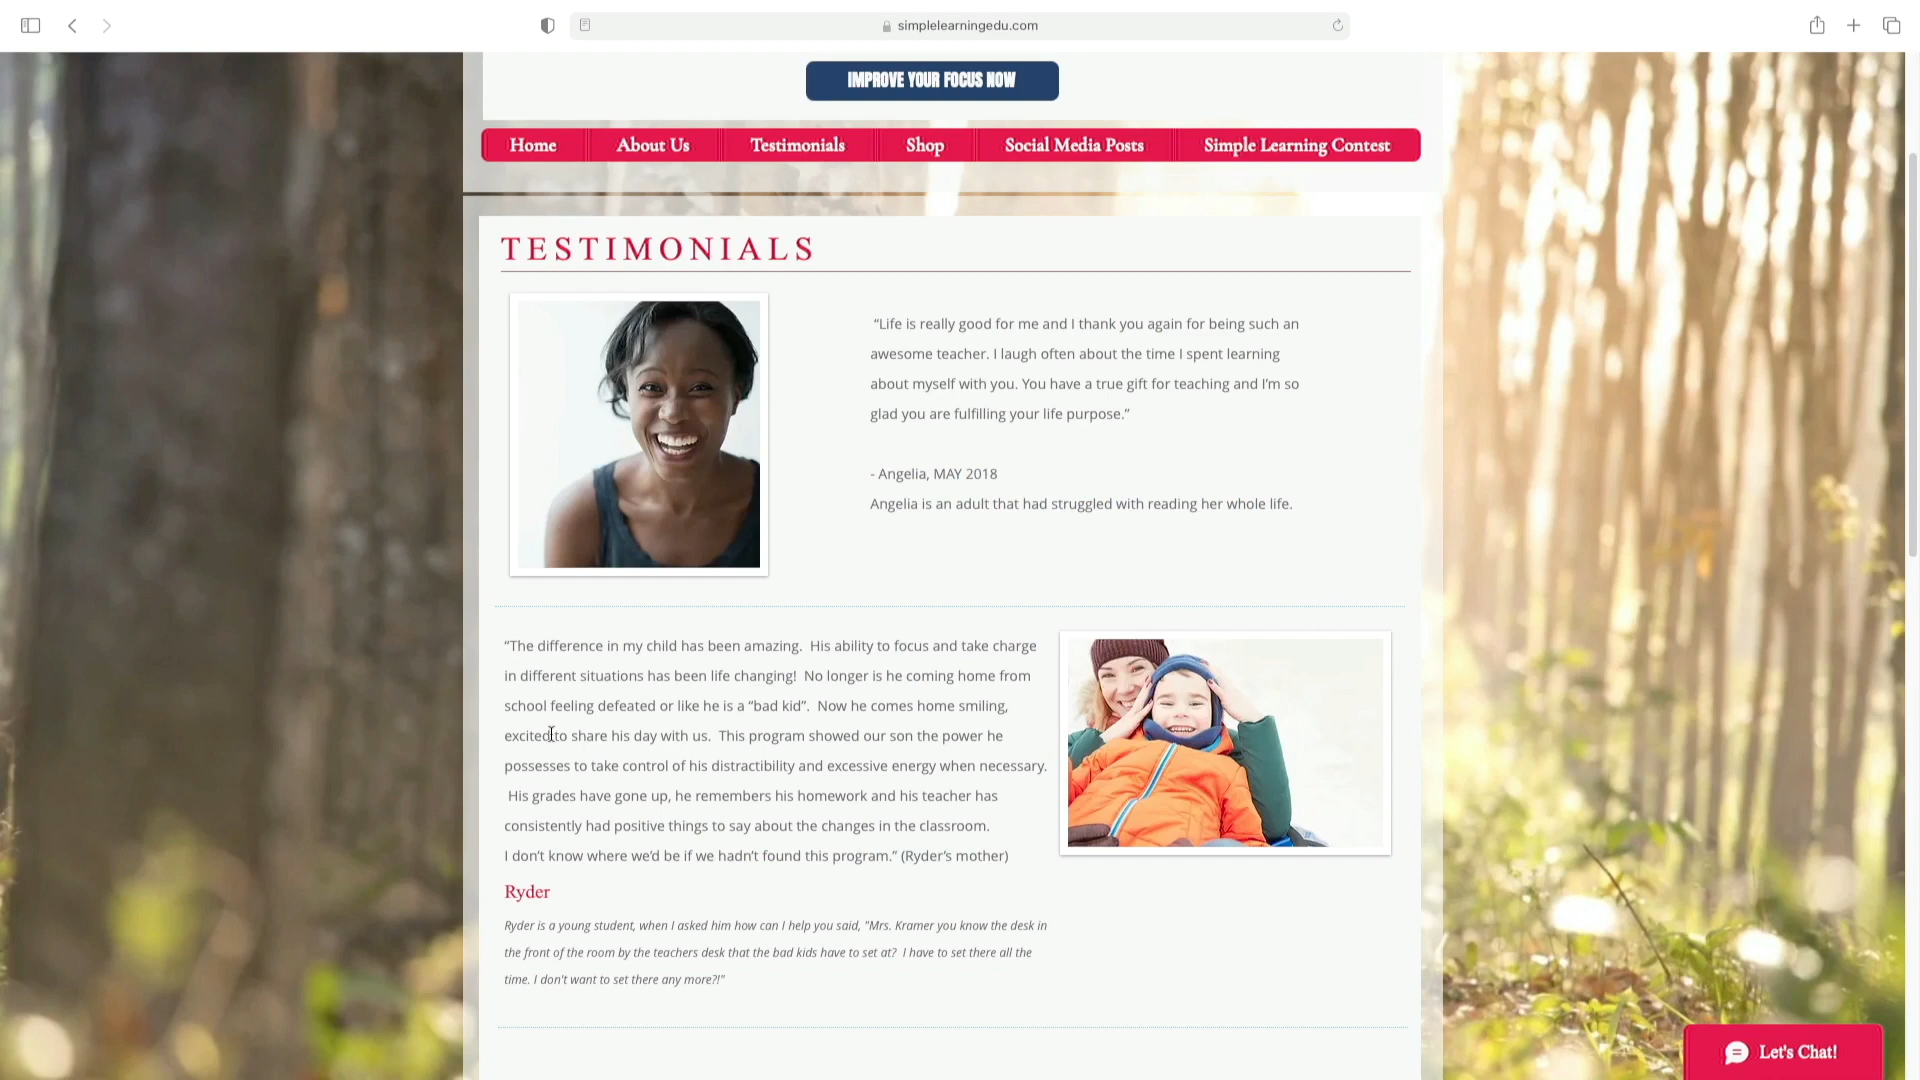 simplelearningedu.com
IMPROVE YOUR FOCUS NOW
Home About Us Testimonials Shop Social Media Posts Simple Learning Contest
TESTIMONIALS
“Life is really good for me and I thank you again for being such an
awesome teacher. I laugh often about the time I spent learning
about myself with you. You have a true gift for teaching and I’m so
glad you are fulfilling your life purpose.”
- Angelia, MAY 2018
Angelia is an adult that had struggled with reading her whole life.
“The difference in my child has been amazing.  His ability to focus and take charge
in different situations has been life changing!  No longer is he coming home from
school feeling defeated or like he is a “bad kid”.  Now he comes home smiling,
excited to share his day with us.  This program showed our son the power he
possesses to take control of his distractibility and excessive energy when necessary.
His grades have gone up, he remembers his homework and his teacher has
consistently had positive things to say about the changes in the classroom.
I don’t know where we’d be if we hadn’t found this program.” (Ryder’s mother)
Ryder
Ryder is a young student, when I asked him how can I help you said, "Mrs. Kramer you know the desk in
the front of the room by the teachers desk that the bad kids have to set at?  I have to set there all the
time. I don't want to set there any more?!"
Let's Chat!